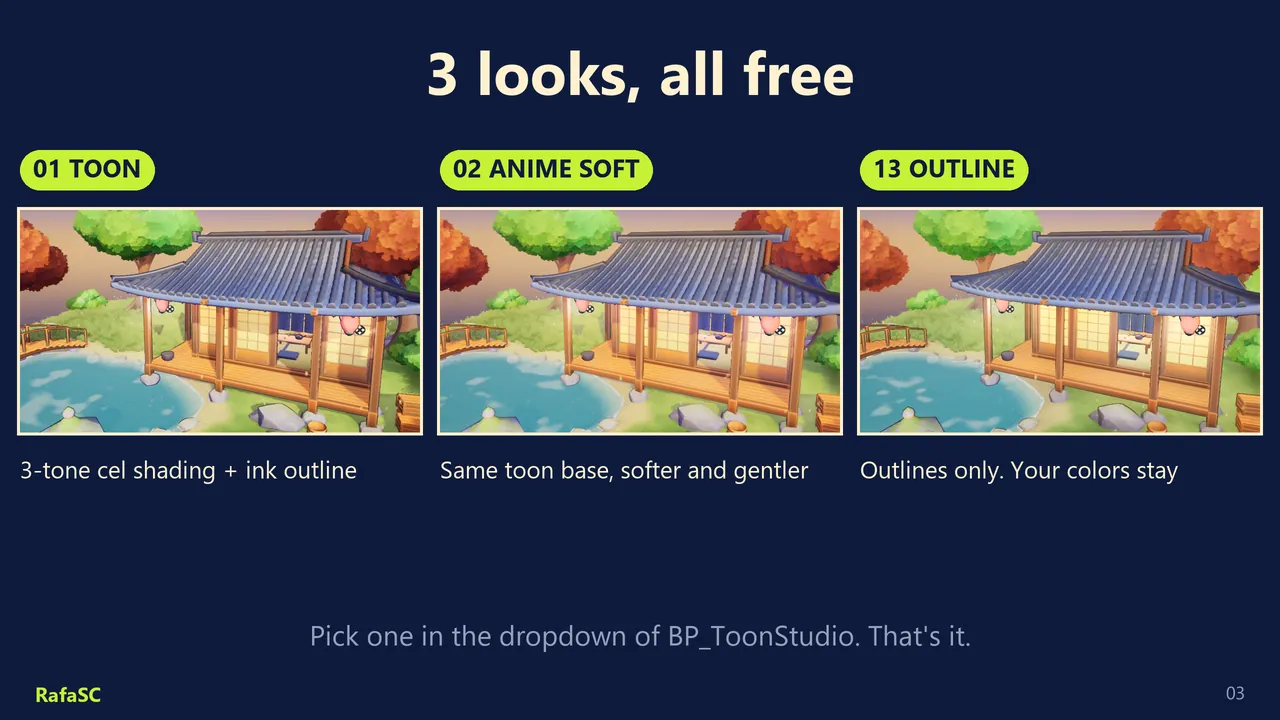 3 looks, all free
01 TOON
02 ANIME SOFT
13 OUTLINE
3-tone cel shading + ink outline
Same toon base, softer and gentler
Outlines only. Your colors stay
Pick one in the dropdown of BP_ToonStudio. That's it.
RafaSC
03